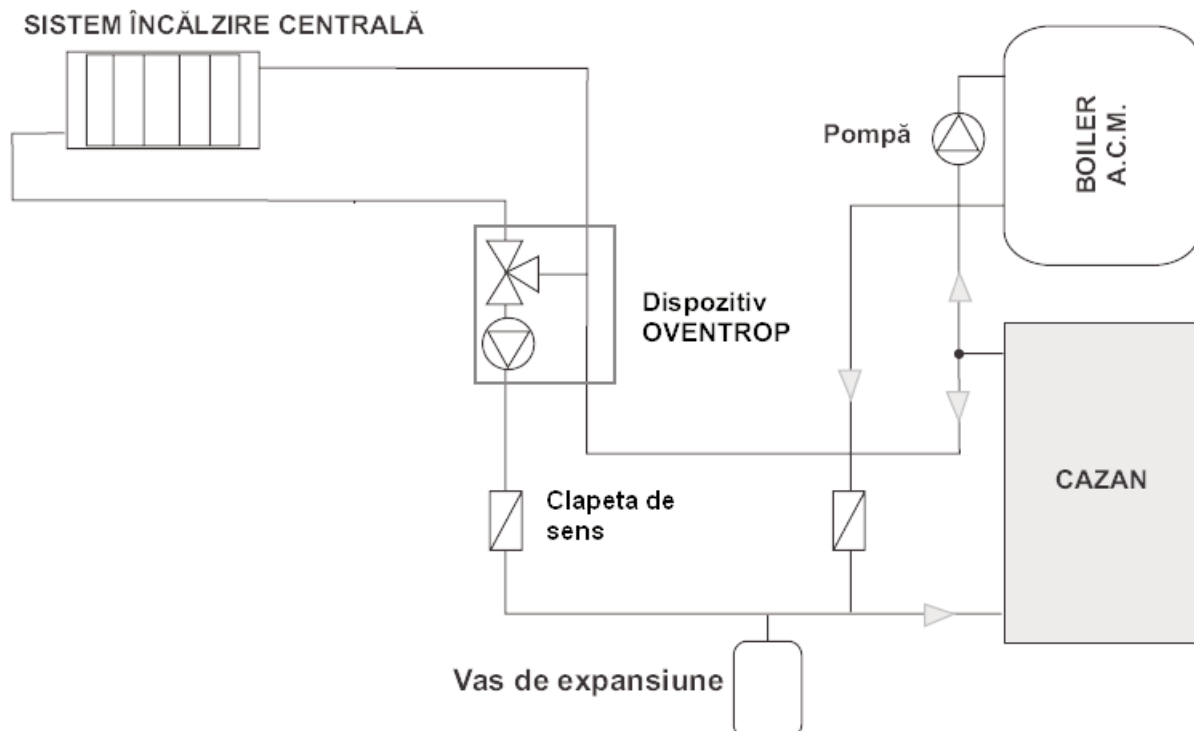 SISTEM ÎNCĂLZIRE CENTRALĂ
Pompă
BOILER
A.C.M.
Dispozitiv
OVENTROP
CAZAN
Clapeta de
sens
Vas de expansiune